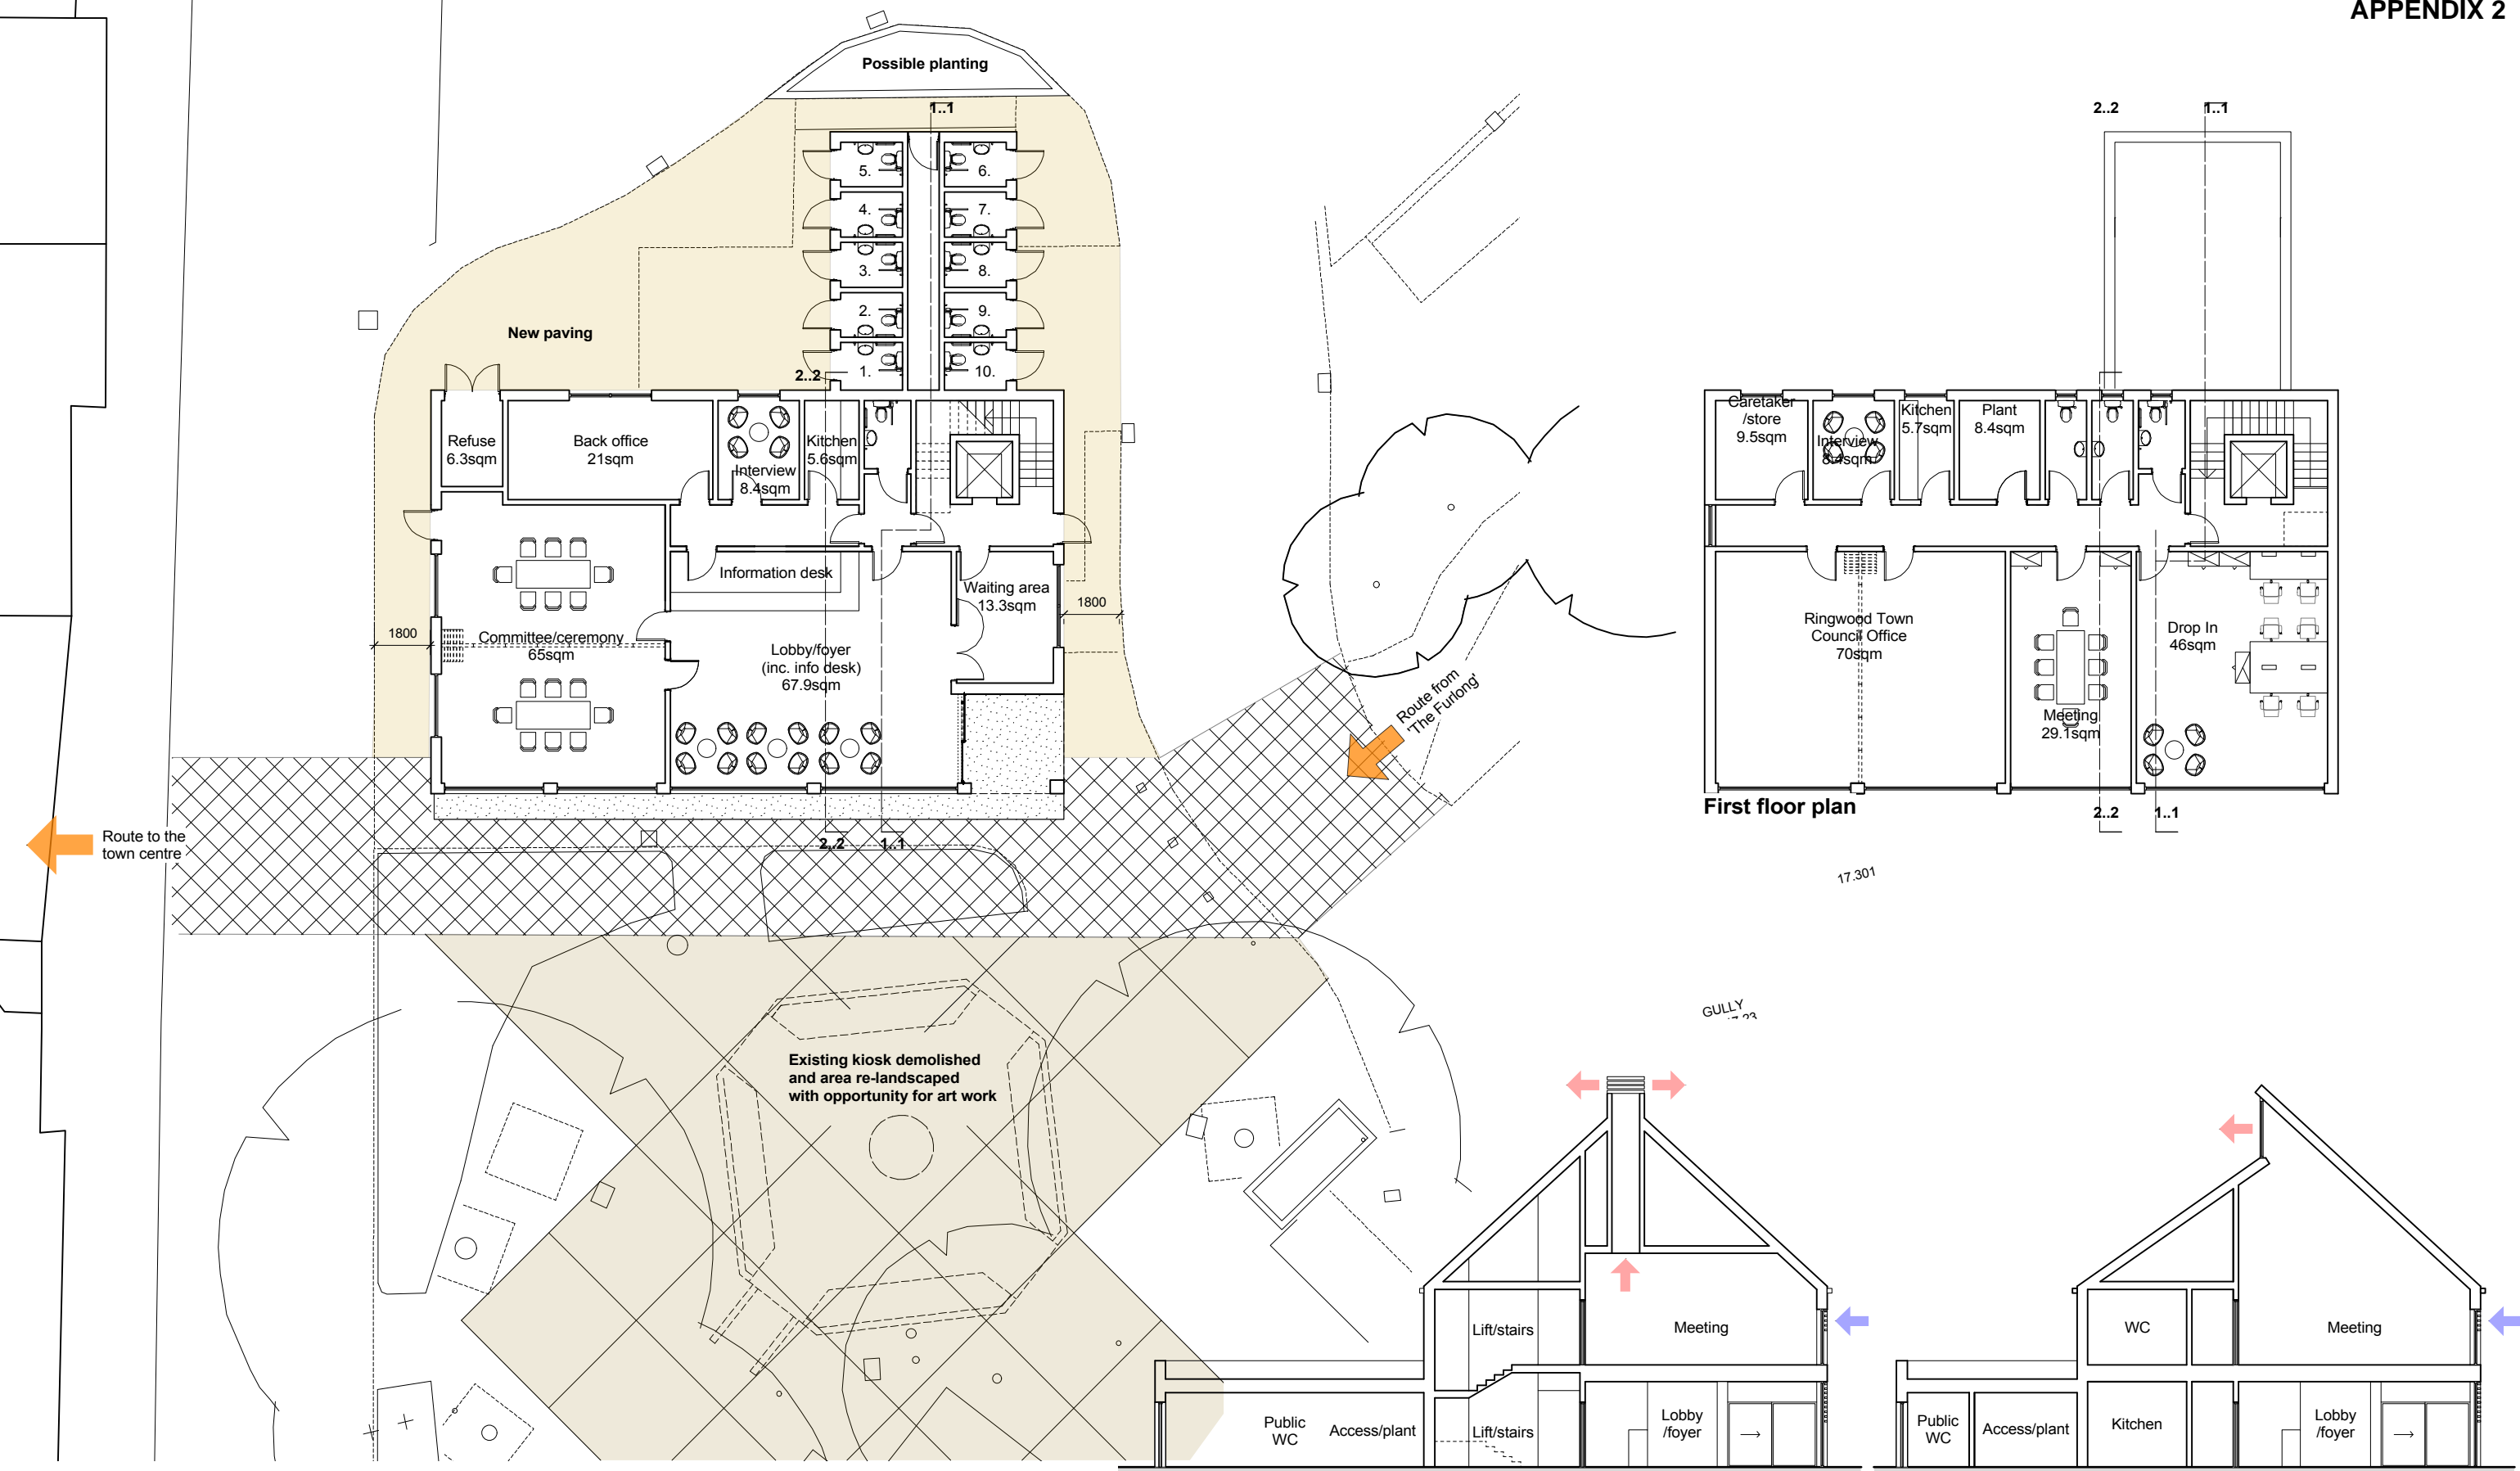 APPENDIX 2
Possible planting
1..1
5.
6.
4.
7.
3.
8.
2.
9.
1.
10.
New paving
2..2
Refuse
6.3sqm
Back office
21sqm
Interview
8.4sqm
Kitchen
5.6sqm
Information desk
Waiting area
13.3sqm
1800
1800
Committee/ceremony
65sqm
Lobby/foyer
(inc. info desk)
67.9sqm
Route from
'The Furlong'
Route to the
town centre
2..2
1..1
Existing kiosk demolished
and area re-landscaped
with opportunity for art work
2..2
1..1
Caretaker
/store
9.5sqm
Interview
8.4sqm
Kitchen
5.7sqm
Plant
8.4sqm
Ringwood Town
Council Office
70sqm
Meeting
29.1sqm
Drop In
46sqm
First floor plan
2..2
1..1
17.301
GULLY
Lift/stairs
Meeting
Public
WC
Access/plant
Lift/stairs
Lobby
/foyer
WC
Meeting
Public
WC
Access/plant
Kitchen
Lobby
/foyer